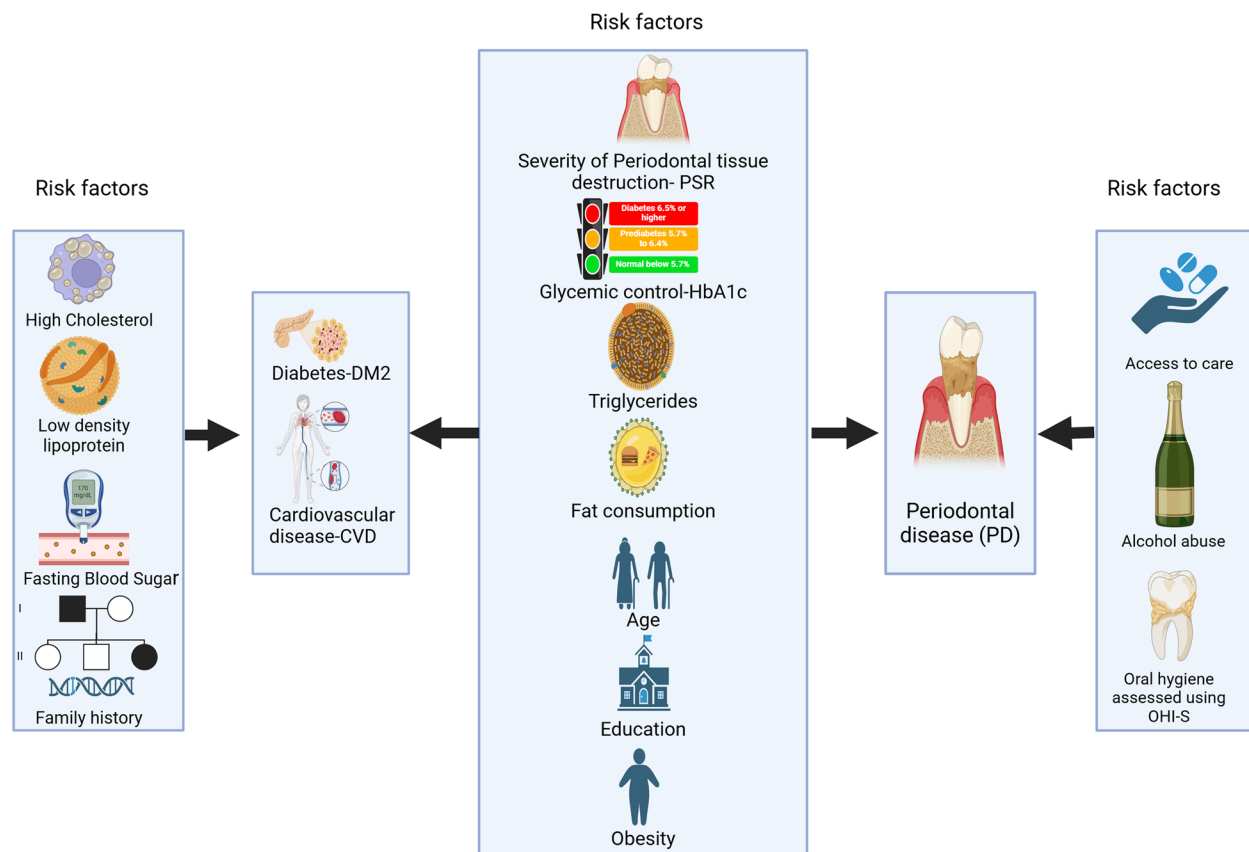 Risk factors
High Cholesterol
Low density
lipoprotein
170
mg/dL
Fasting Blood Sugar
I
II
Family history
Diabetes-DM2
Cardiovascular
disease-CVD
Risk factors
Severity of Periodontal tissue
destruction- PSR
Diabetes 6.5% or
higher
Prediabetes 5.7%
to 6.4%
Normal below 5.7%
Glycemic control-HbA1c
Triglycerides
Fat consumption
Age
Education
Obesity
Periodontal
disease (PD)
Risk factors
Access to care
Alcohol abuse
Oral hygiene
assessed using
OHI-S